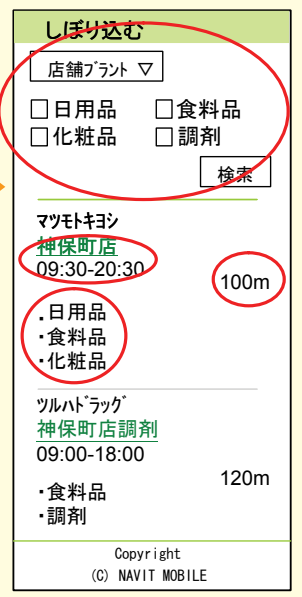 しぼり込む
店舗ﾌﾞﾗﾝﾄ ▽
□日用品 □食料品
□化粧品 □調剤
検索
ﾏﾂﾓﾄｷﾖｼ
神保町店
09:30-20:30
100m
.日用品
・食料品
・化粧品
ﾂﾙﾊﾄﾞﾗｯｸﾞ
神保町店調剤
09:00-18:00
120m
・食料品
・調剤
Copyright
(C) NAVIT MOBILE